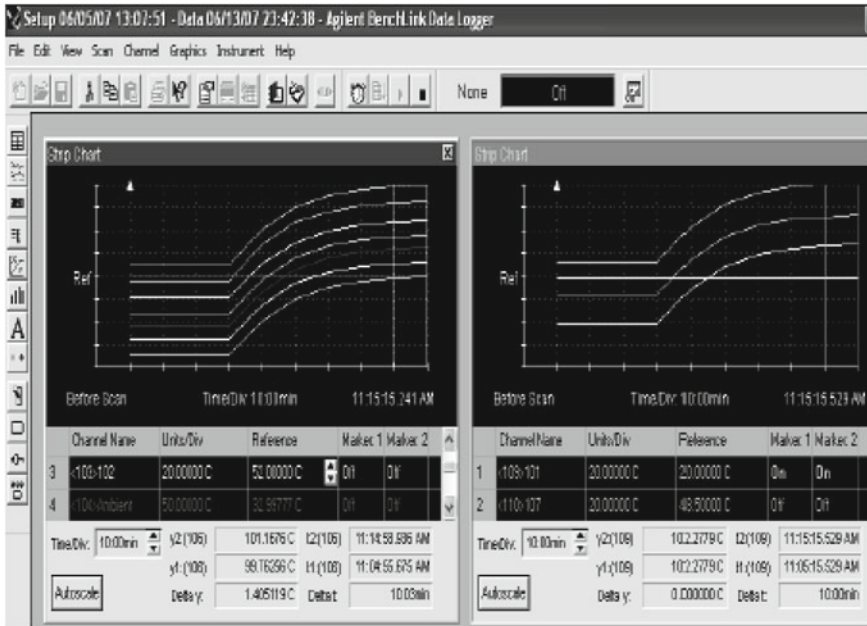 Setup 06/05/07 13:07:51 - Data 06/13/07 23:42:38 - Agilent BenchLink Data Logger
File Edit View Scan Channel Graphics Instrument Help
None Off
Strip Chart
Ref
Before Scan Time/Div: 10:00min 11:15:15.241 AM
Channel Name Units/Div Reference Marker 1 Marker 2
3 <103>102 20.00000 C 52.00000 C Off Off
4 <104>Ambient 50.00000 C Off Off
Time/Div: 10:00min y2:(106) 101.1676 C t2(106) 11:14:58.986 AM
y1:(106) 99.76256 C t1:(106) 11:04:55.675 AM
Autoscale Delta y: 1.405119 C Delta t: 10:03min
Strip Chart
Ref
Before Scan Time/Div: 10:00min 11:15:15.529 AM
Channel Name Units/Div Reference Marker 1 Marker 2
1 <109>101 20.00000 C 20.00000 C On On
2 <110>107 20.00000 C 48.50000 C Off Off
Time/Div: 10:00min y2(109) 102.2779 C t2(109) 11:15:15.529 AM
y1:(109) 102.2779 C t1:(109) 11:05:15.529 AM
Autoscale Delta y: 0.000000 C Delta t: 10:00min